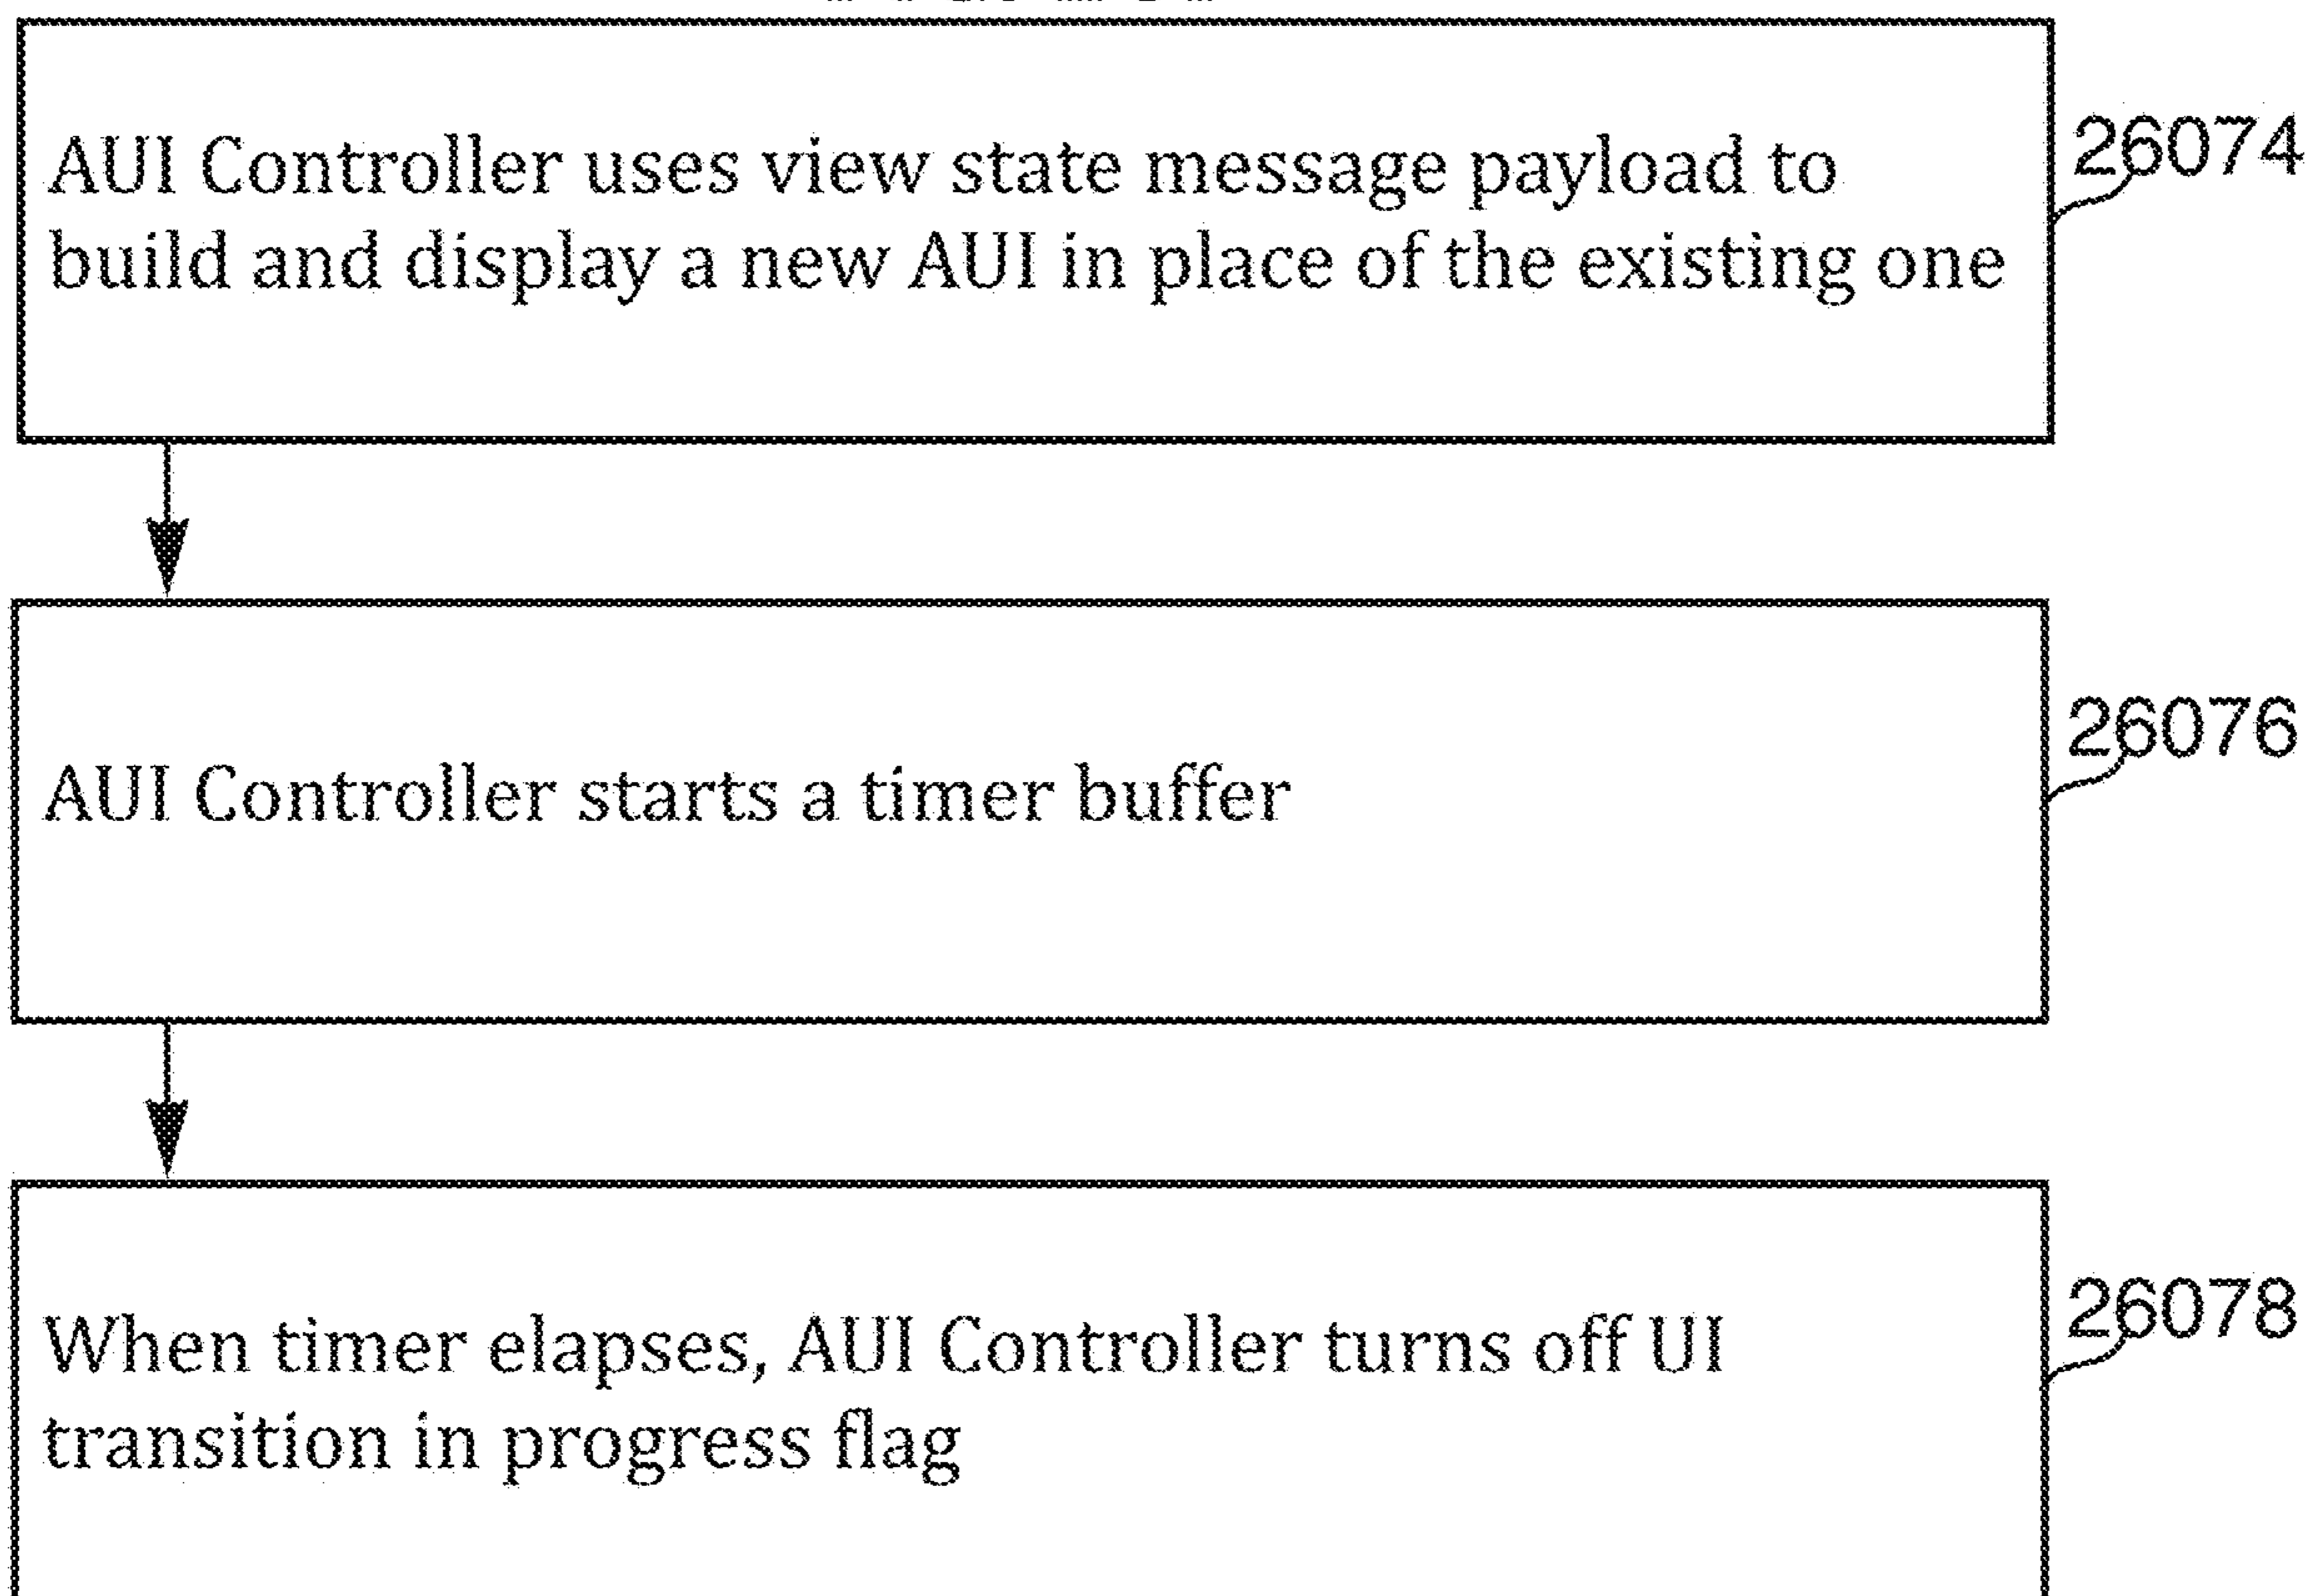 AUI Controller uses view state message payload to
build and display a new AUI in place of the existing one
26074
AUI Controller starts a timer buffer
26076
When timer elapses, AUI Controller turns off UI
transition in progress flag
26078